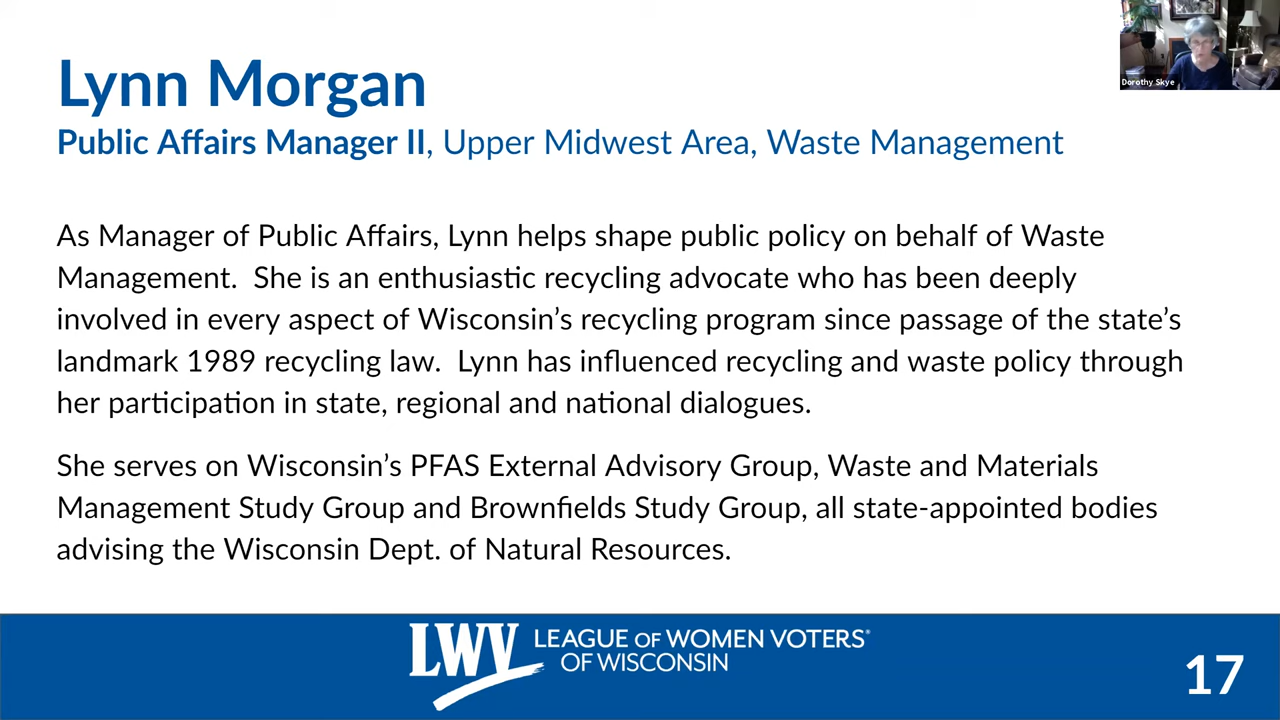 Dorothy Skye
Lynn Morgan
Public Affairs Manager II, Upper Midwest Area, Waste Management
As Manager of Public Affairs, Lynn helps shape public policy on behalf of Waste
Management.  She is an enthusiastic recycling advocate who has been deeply
involved in every aspect of Wisconsin’s recycling program since passage of the state’s
landmark 1989 recycling law.  Lynn has influenced recycling and waste policy through
her participation in state, regional and national dialogues.
She serves on Wisconsin’s PFAS External Advisory Group, Waste and Materials
Management Study Group and Brownfields Study Group, all state-appointed bodies
advising the Wisconsin Dept. of Natural Resources.
LWV LEAGUE OF WOMEN VOTERS®
OF WISCONSIN
17